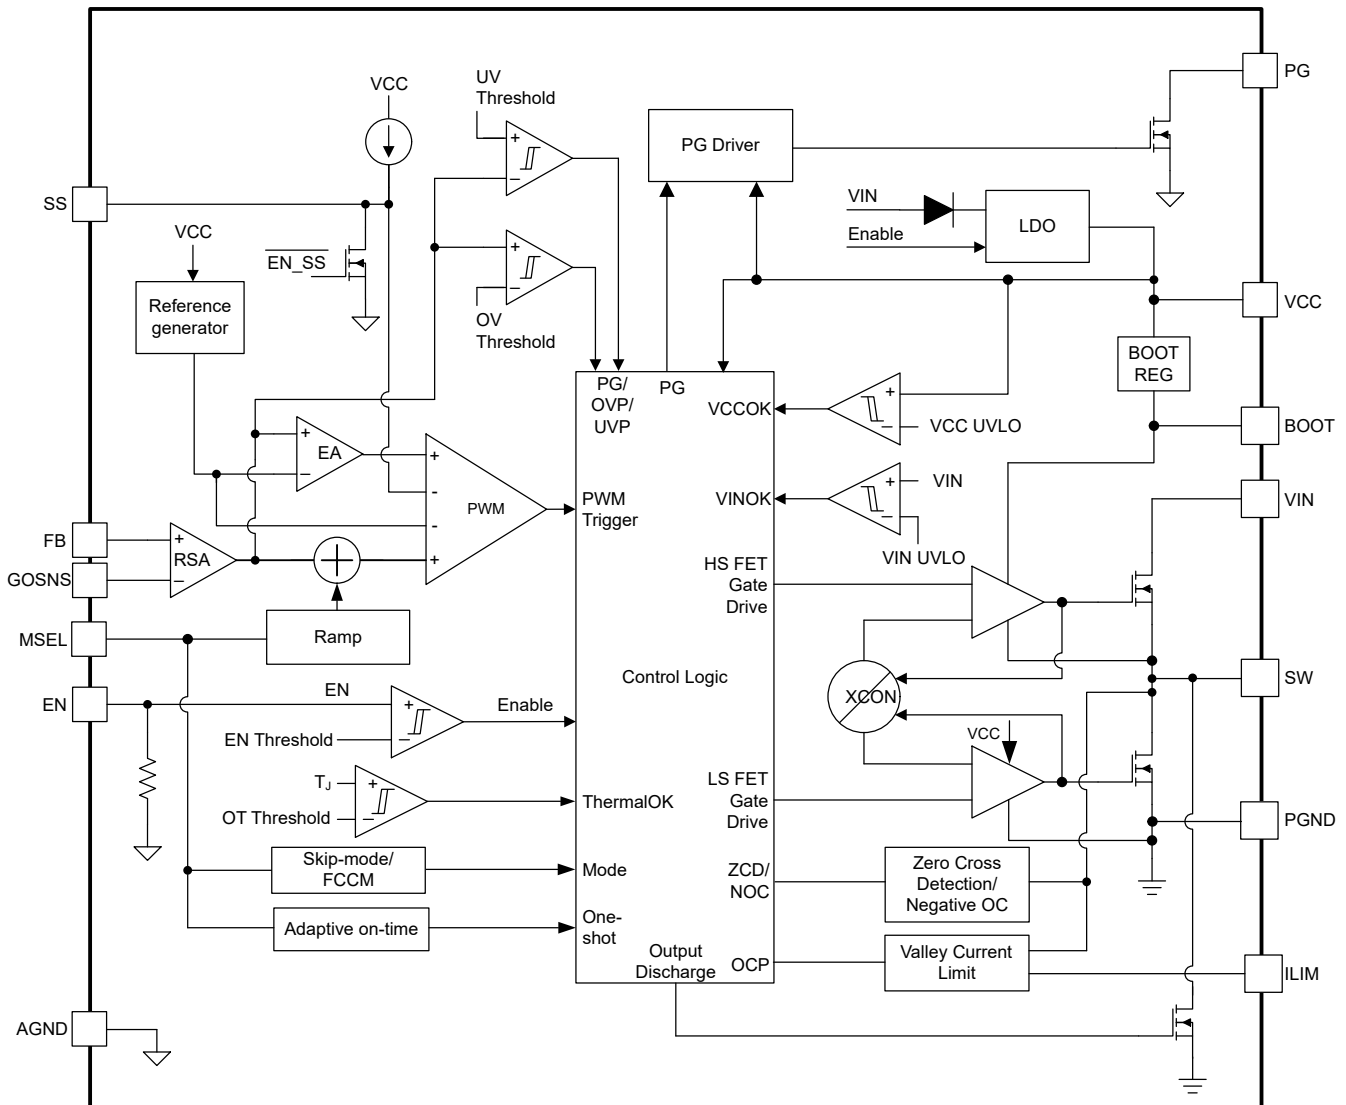 UV
Threshold
VCC
PG
PG Driver
SS
VCC
EN_SS
VIN
Enable
LDO
Reference
generator
OV
Threshold
VCC
BOOT
REG
PG/
OVP/
UVP
PG
VCCOK
+
−
VCC UVLO
BOOT
+
−
+
−
+
−
EA
+
-
-
+
PWM
PWM
Trigger
VINOK
+
−
VIN
VIN UVLO
VIN
FB
GOSNS
+
−
RSA
HS FET
Gate
Drive
MSEL
Ramp
Control Logic
XCON
SW
EN
EN
+
−
Enable
EN Threshold
VCC
TJ
OT Threshold
+
−
ThermalOK
LS FET
Gate
Drive
PGND
Skip-mode/
FCCM
Mode
ZCD/
NOC
Zero Cross
Detection/
Negative OC
Adaptive on-time
One-
shot
Output
Discharge
OCP
Valley Current
Limit
ILIM
AGND